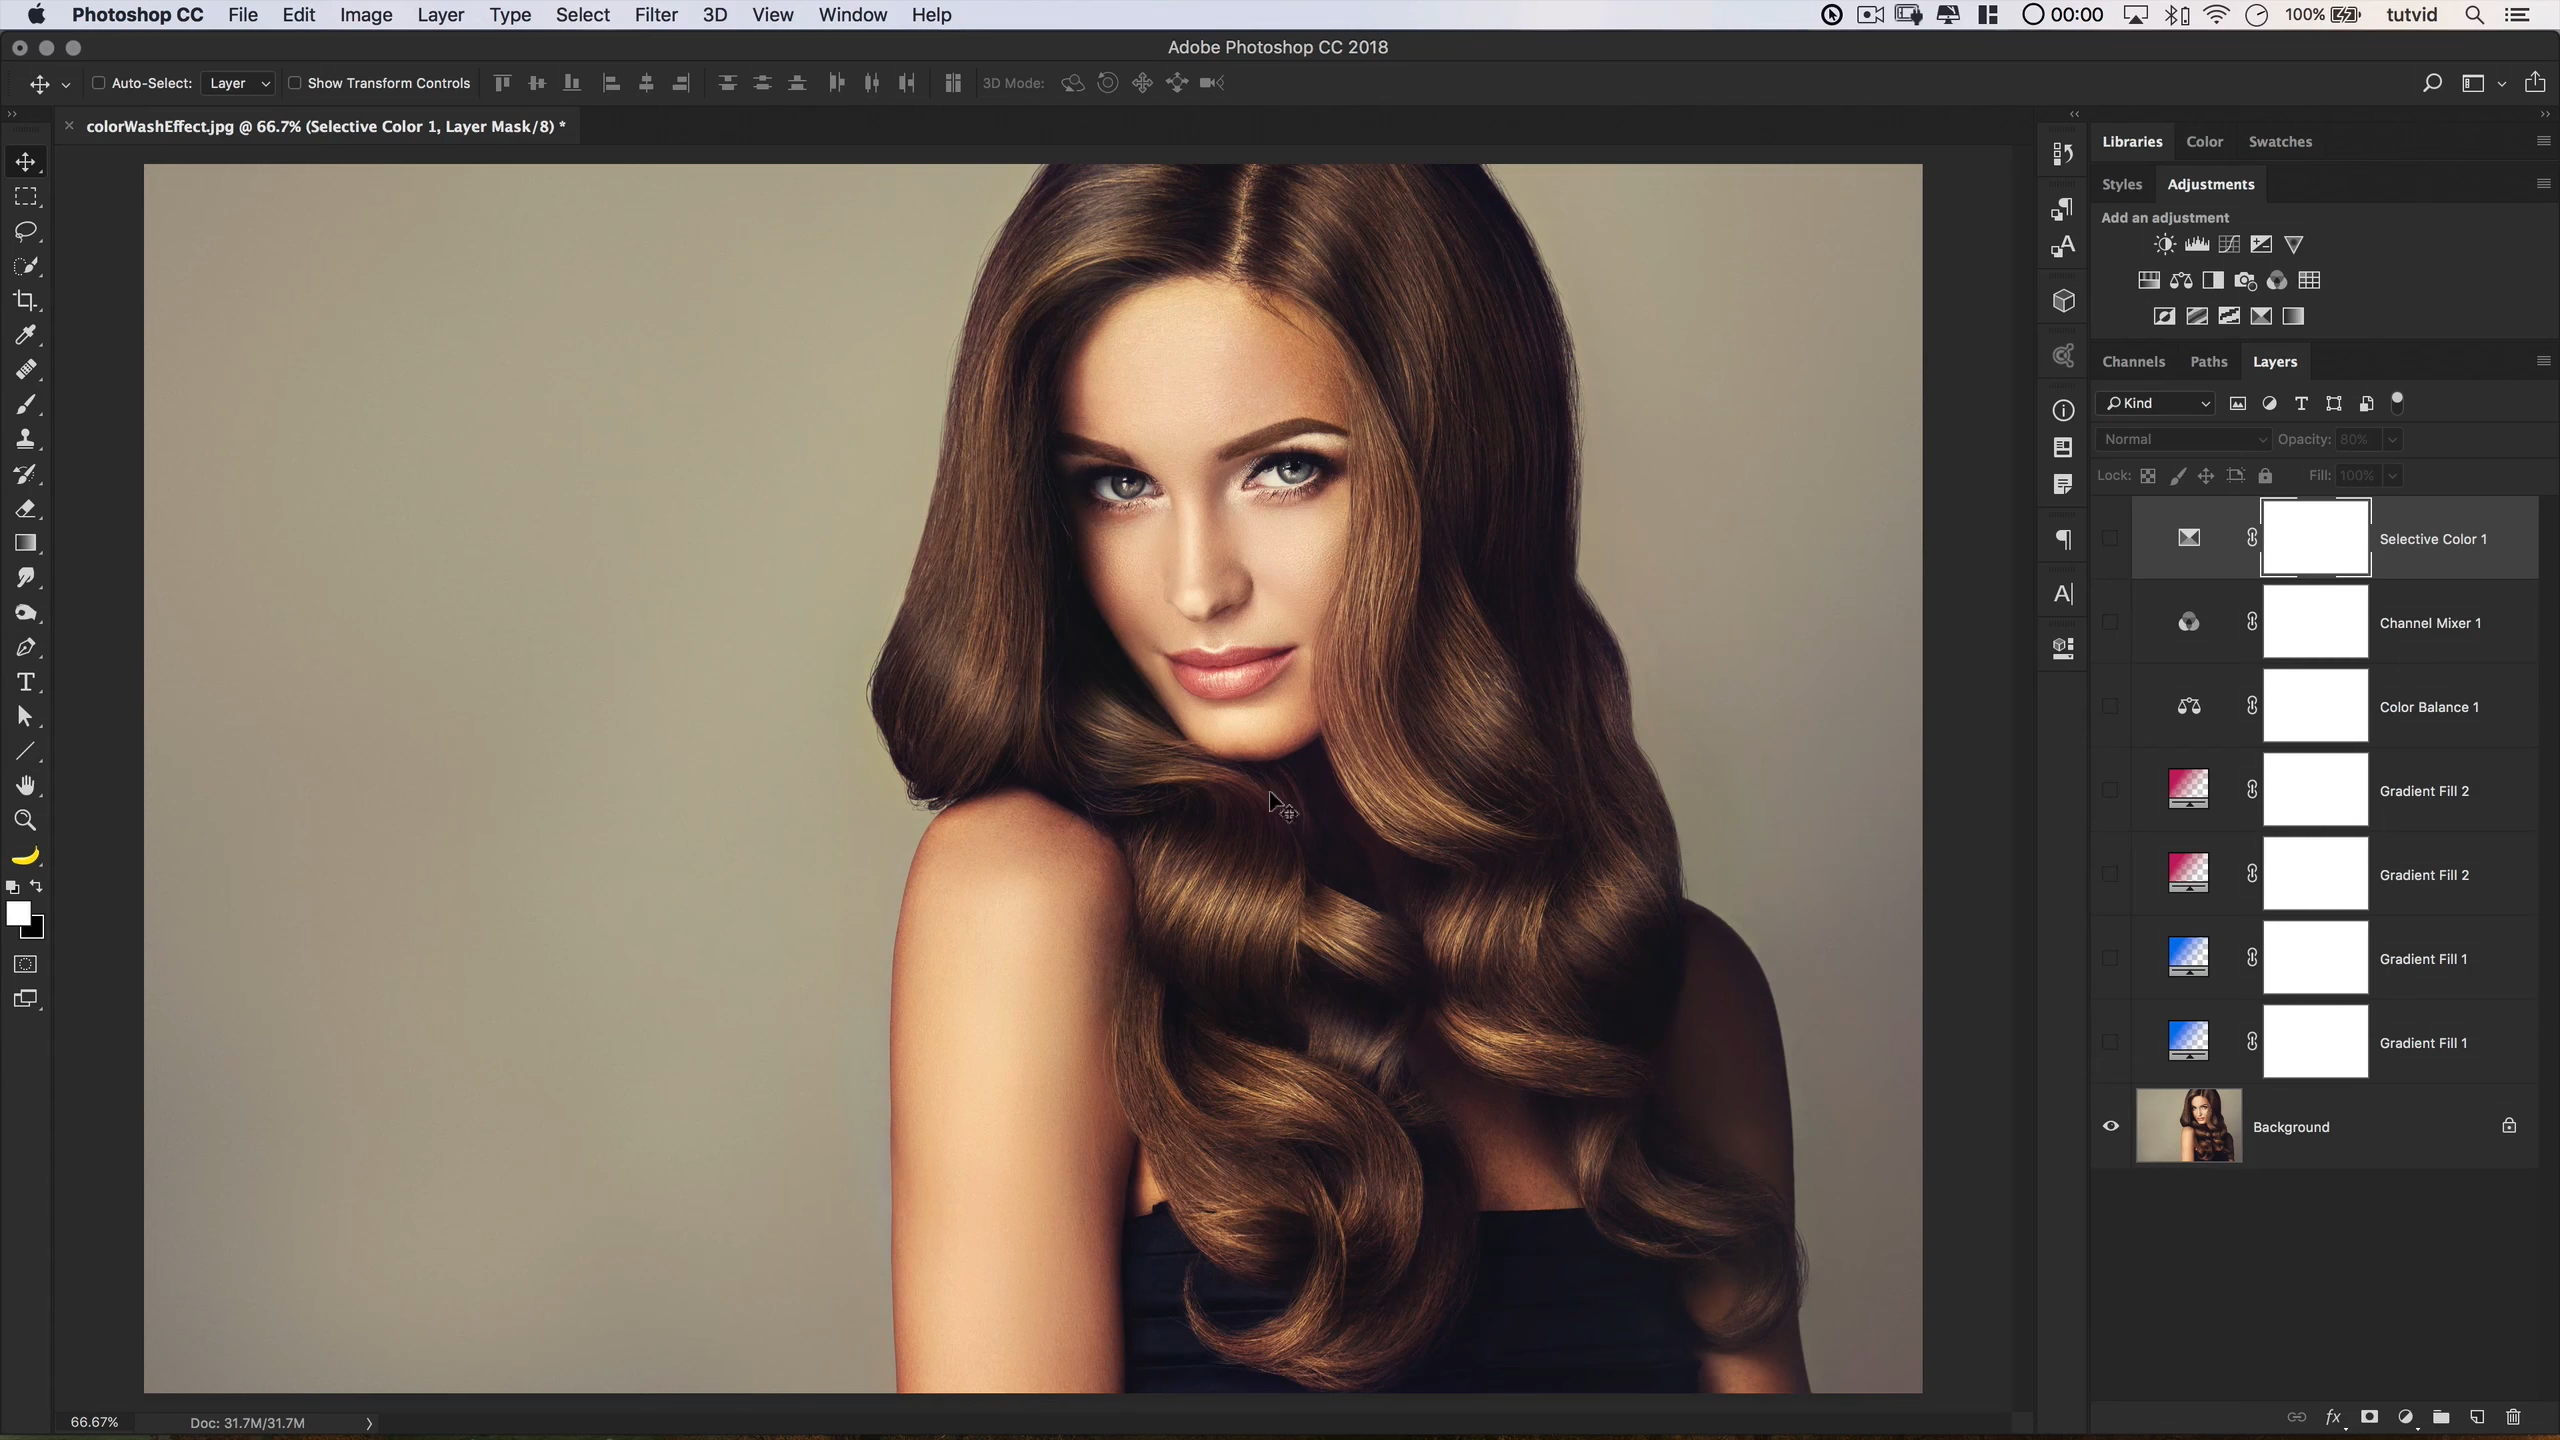 Photoshop CC File Edit Image Layer Type Select Filter 3D View Window Help 00:00 100% tutvid
Adobe Photoshop CC 2018
Auto-Select: Layer Show Transform Controls 3D Mode:
colorWashEffect.jpg @ 66.7% (Selective Color 1, Layer Mask/8) *
Libraries Color Swatches
Styles Adjustments
Add an adjustment
Channels Paths Layers
Kind
Normal Opacity: 80%
Lock: Fill: 100%
Selective Color 1
Channel Mixer 1
Color Balance 1
Gradient Fill 2
Gradient Fill 2
Gradient Fill 1
Gradient Fill 1
Background
66.67% Doc: 31.7M/31.7M